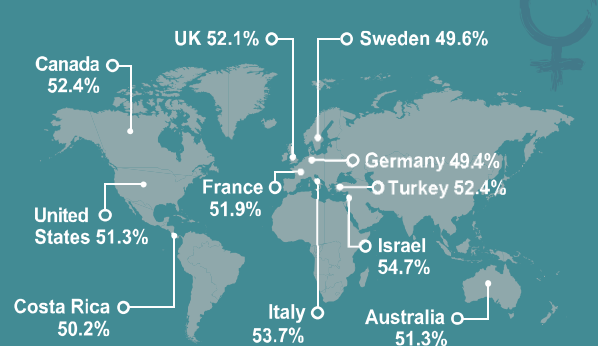 UK 52.1%
Sweden 49.6%
Canada
52.4%
Germany 49.4%
France
51.9%
Turkey 52.4%
United
States 51.3%
Israel
54.7%
Costa Rica
50.2%
Italy
53.7%
Australia
51.3%